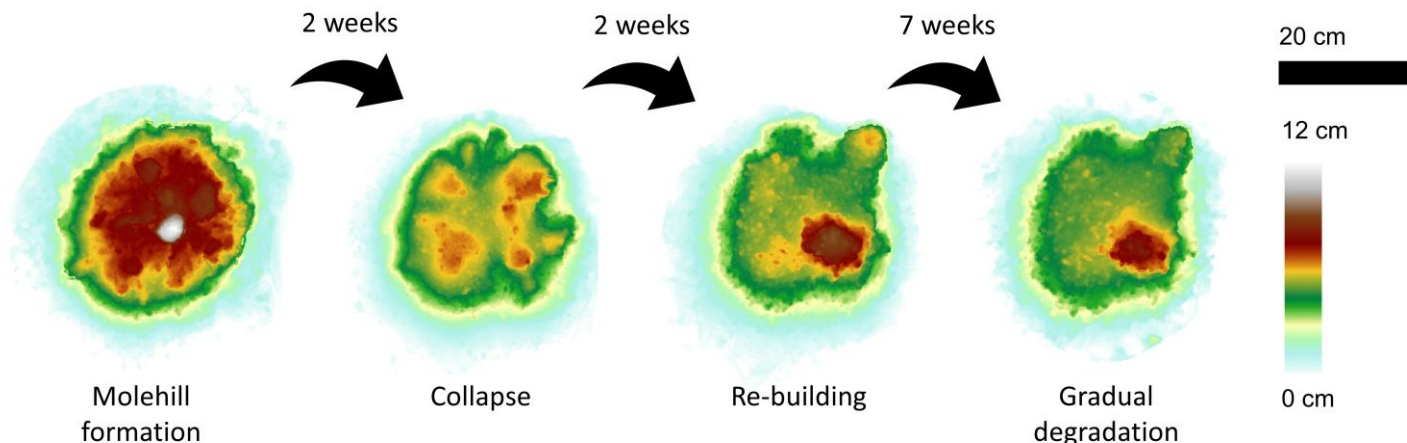 2 weeks
2 weeks
7 weeks
20 cm
12 cm
0 cm
Molehill
formation
Collapse
Re-building
Gradual
degradation